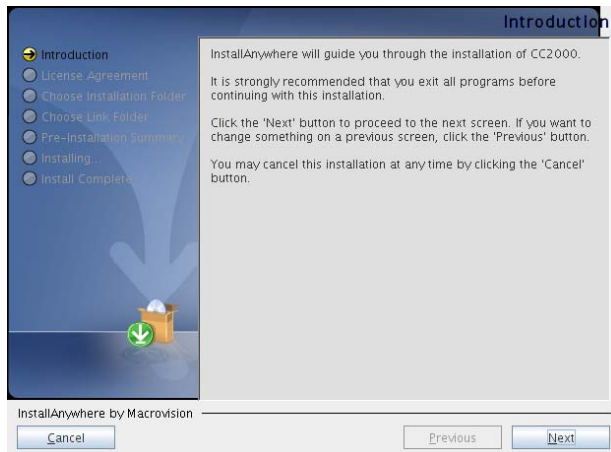 Introduction
Introduction
License Agreement
Choose Installation Folder
Choose Link Folder
Pre-Installation Summary
Installing...
Install Complete
InstallAnywhere will guide you through the installation of CC2000.
It is strongly recommended that you exit all programs before
continuing with this installation.
Click the 'Next' button to proceed to the next screen. If you want to
change something on a previous screen, click the 'Previous' button.
You may cancel this installation at any time by clicking the 'Cancel'
button.
InstallAnywhere by Macrovision
Cancel
Previous
Next